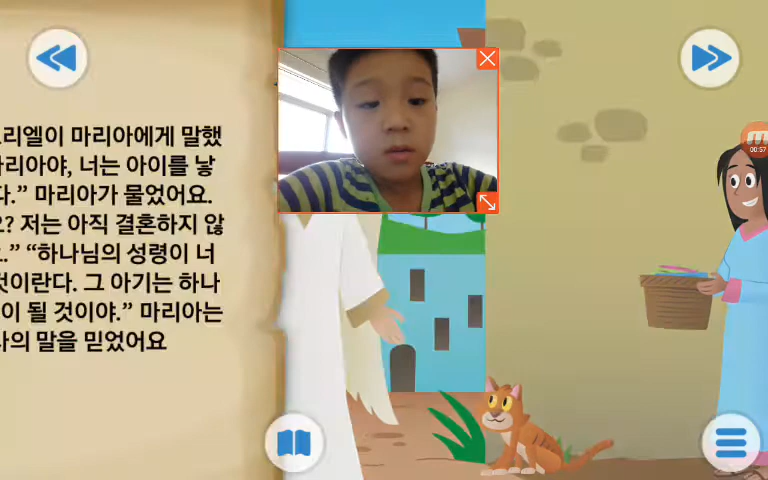 리엘이 마리아에게 말했
마리아야, 너는 아이를 낳
다.” 마리아가 물었어요.
요? 저는 아직 결혼하지 않
.” “하나님의 성령이 너
것이란다. 그 아기는 하나
이 될 것이야.” 마리아는
사의 말을 믿었어요
00:57